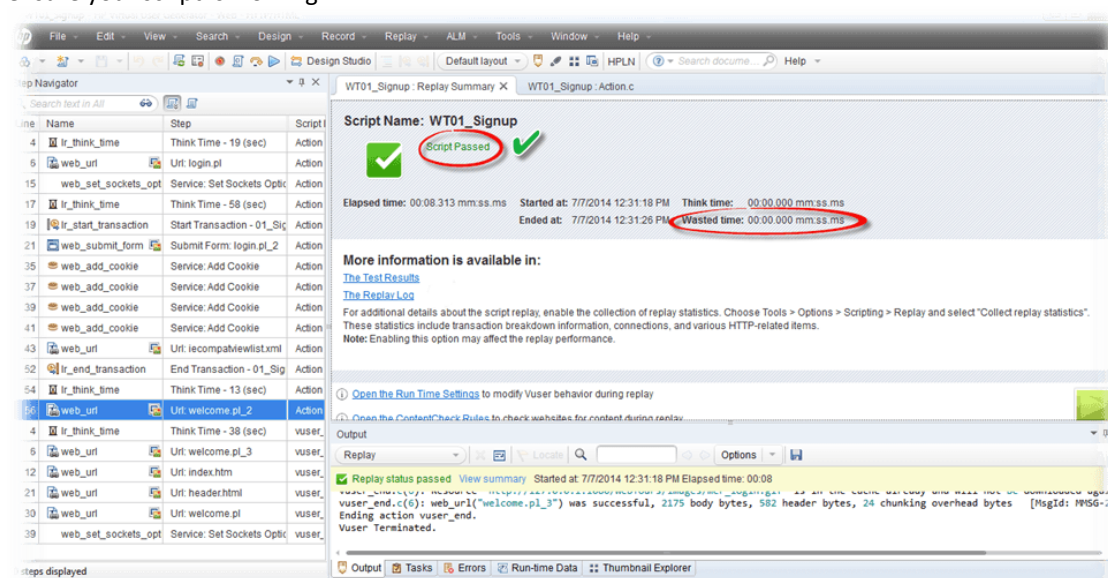 File Edit View Search Design Record Replay ALM Tools Window Help
Design Studio Default layout HPLN Search docume... Help
Navigator
Search text in All
WT01_Signup : Replay Summary X WT01_Signup : Action.c
Name Step
4 lr_think_time Think Time - 19 (sec) Action
6 web_url Url: login.pl Action
15 web_set_sockets_opt Service: Set Sockets Optic Action
17 lr_think_time Think Time - 58 (sec) Action
19 lr_start_transaction Start Transaction - 01_Sig Action
21 web_submit_form Submit Form: login.pl_2 Action
35 web_add_cookie Service: Add Cookie Action
37 web_add_cookie Service: Add Cookie Action
39 web_add_cookie Service: Add Cookie Action
41 web_add_cookie Service: Add Cookie Action
43 web_url Url: iecompatviewlist.xml Action
52 lr_end_transaction End Transaction - 01_Sig Action
54 lr_think_time Think Time - 13 (sec) Action
56 web_url Url: welcome.pl_2 Action
4 lr_think_time Think Time - 38 (sec) vuser_
6 web_url Url: welcome.pl_3 vuser_
12 web_url Url: index.htm vuser_
21 web_url Url: header.html vuser_
30 web_url Url: welcome.pl vuser_
39 web_set_sockets_opt Service: Set Sockets Optic vuser_
steps displayed
Script Name: WT01_Signup
Script Passed
Elapsed time: 00:08.313 mm:ss.ms Started at: 7/7/2014 12:31:18 PM Think time: 00:00.000 mm:ss.ms
Ended at: 7/7/2014 12:31:26 PM Wasted time: 00:00.000 mm:ss.ms
More information is available in:
The Test Results
The Replay Log
For additional details about the script replay, enable the collection of replay statistics. Choose Tools > Options > Scripting > Replay and select "Collect replay statistics".
These statistics include transaction breakdown information, connections, and various HTTP-related items.
Note: Enabling this option may affect the replay performance.
Open the Run Time Settings to modify Vuser behavior during replay
Open the ContentCheck Rules to check websites for content during replay
Output
Replay Locate Options
Replay status passed View summary Started at: 7/7/2014 12:31:18 PM Elapsed time: 00:08
vuser_end.c(6): web_url("welcome.pl_3") was successful, 2175 body bytes, 582 header bytes, 24 chunking overhead bytes [MsgId: MMSG-2
Ending action vuser_end.
Vuser Terminated.
Output Tasks Errors Run-time Data Thumbnail Explorer